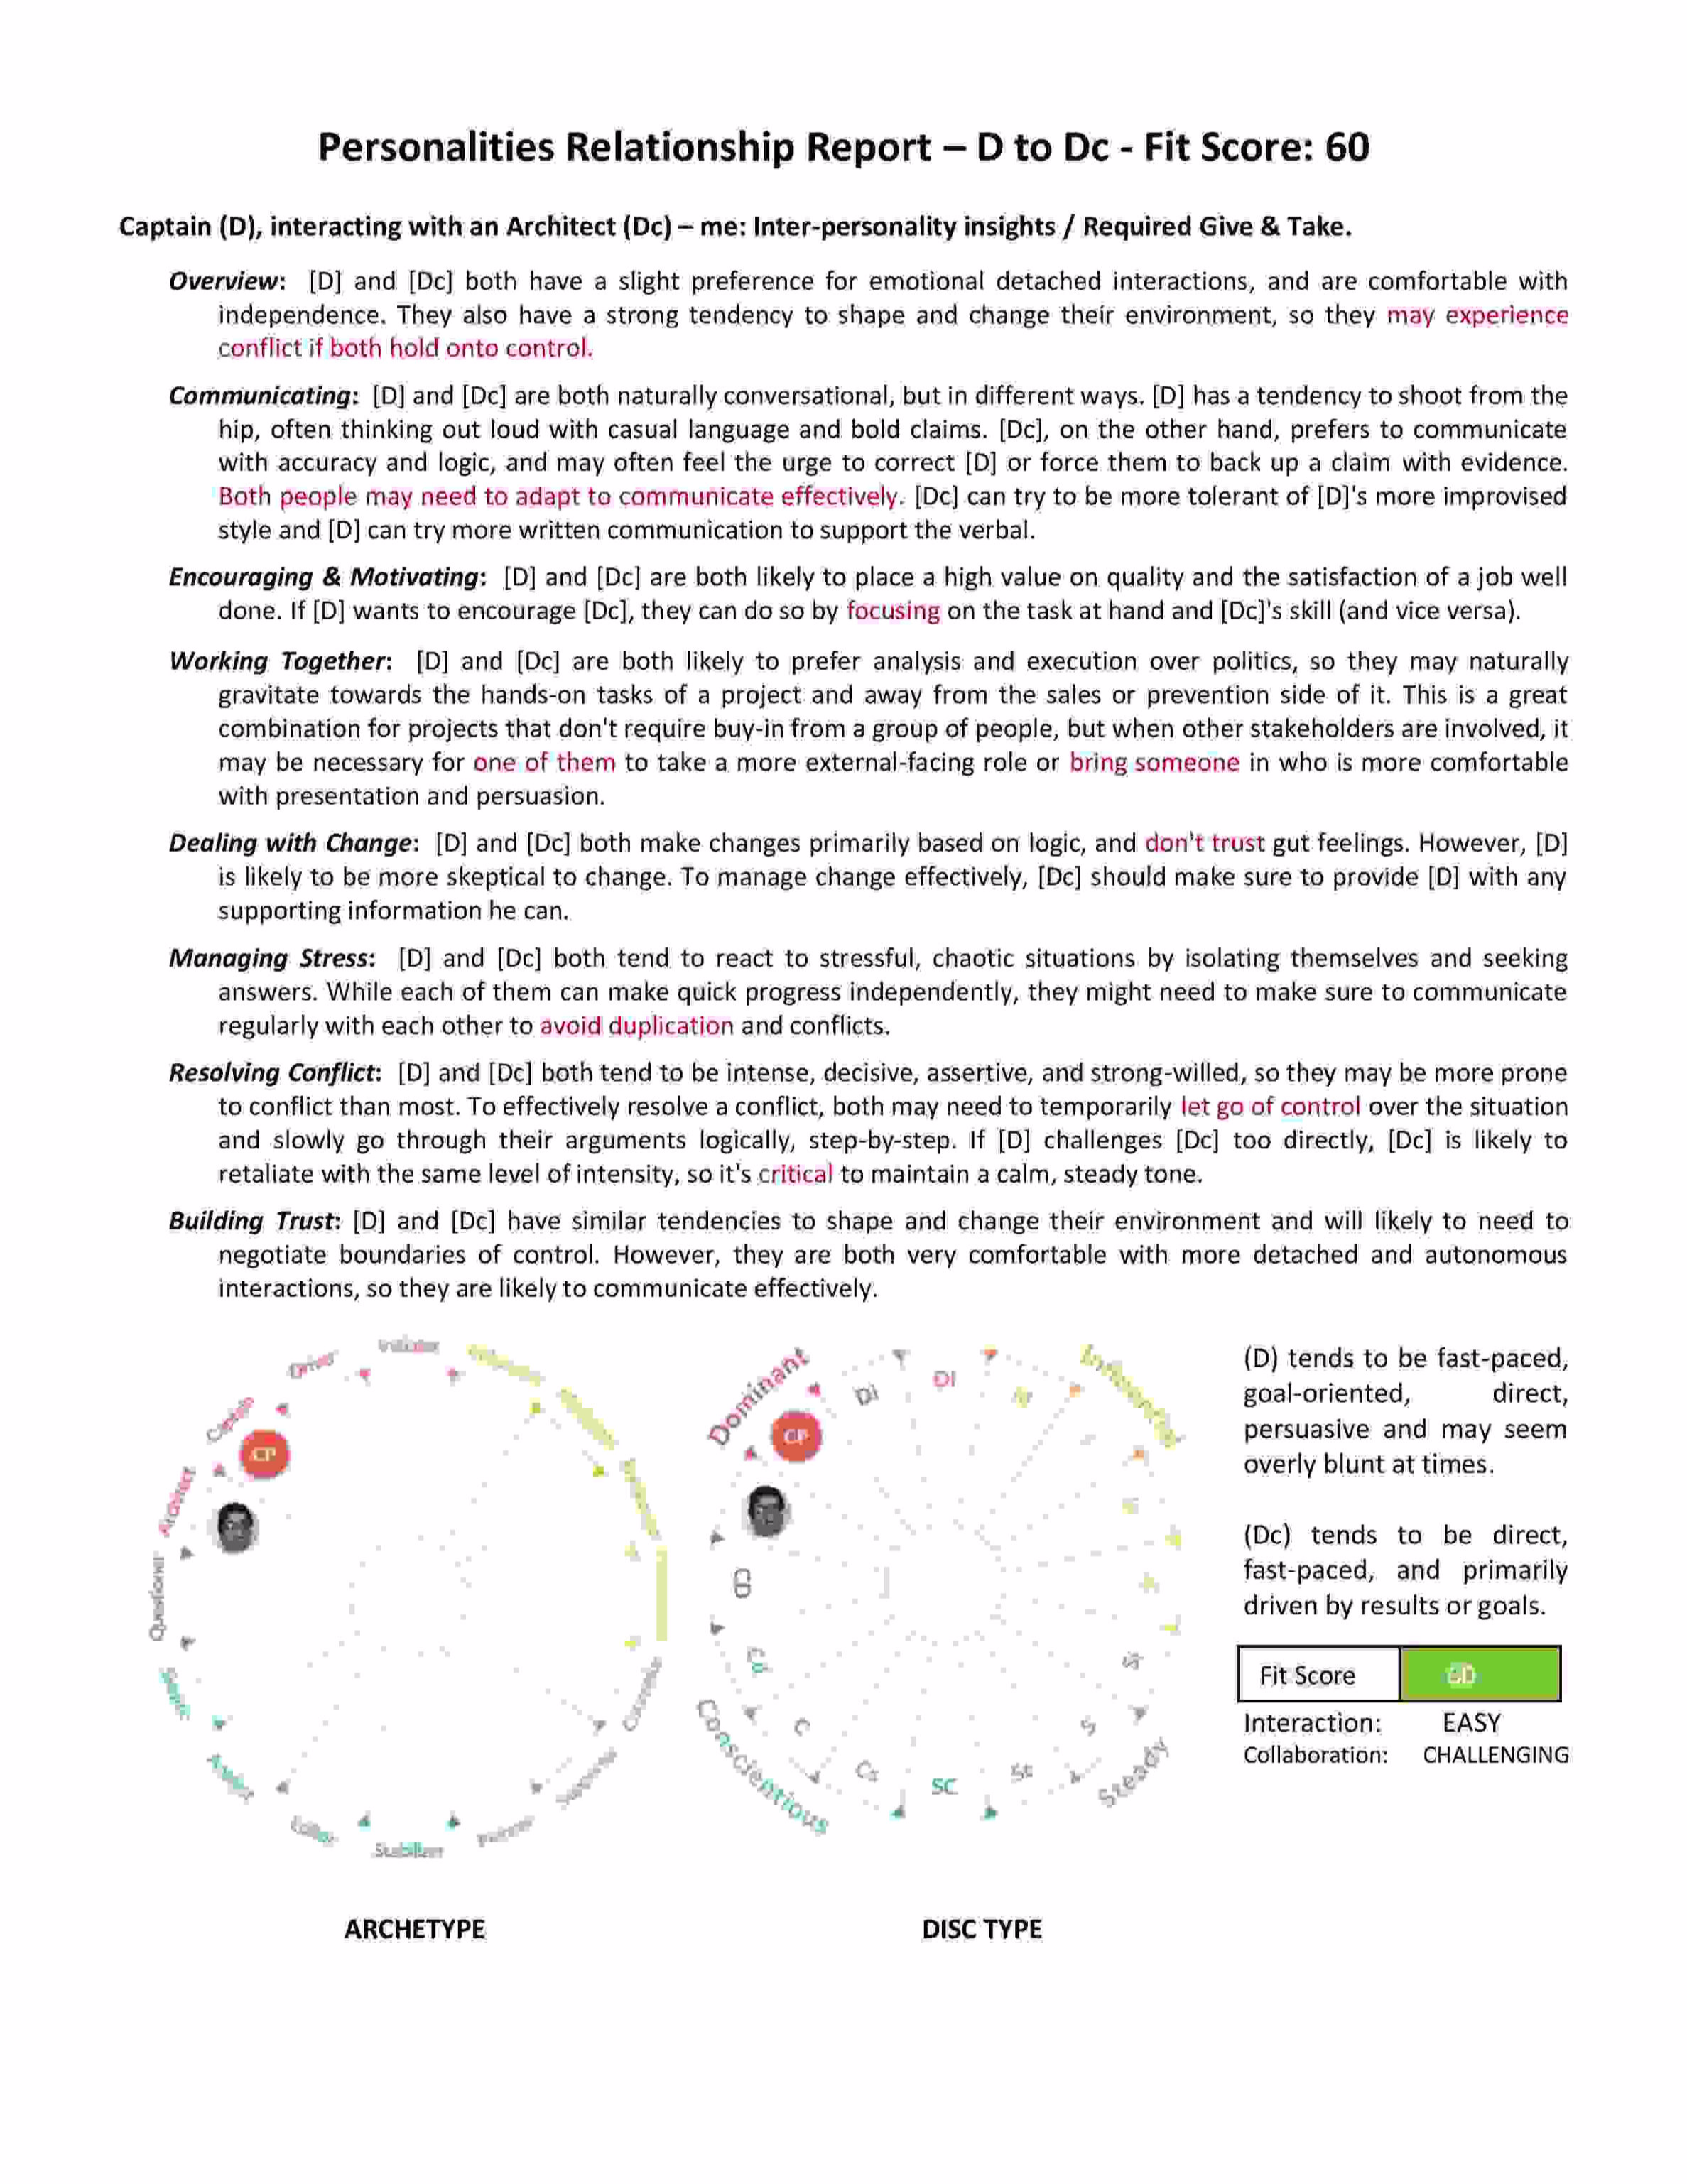 Personalities Relationship Report – D to Dc - Fit Score: 60
Captain (D), interacting with an Architect (Dc) – me: Inter-personality insights / Required Give & Take.
Overview: [D] and [Dc] both have a slight preference for emotional detached interactions, and are comfortable with
independence. They also have a strong tendency to shape and change their environment, so they may experience
conflict if both hold onto control.
Communicating: [D] and [Dc] are both naturally conversational, but in different ways. [D] has a tendency to shoot from the
hip, often thinking out loud with casual language and bold claims. [Dc], on the other hand, prefers to communicate
with accuracy and logic, and may often feel the urge to correct [D] or force them to back up a claim with evidence.
Both people may need to adapt to communicate effectively. [Dc] can try to be more tolerant of [D]'s more improvised
style and [D] can try more written communication to support the verbal.
Encouraging & Motivating: [D] and [Dc] are both likely to place a high value on quality and the satisfaction of a job well
done. If [D] wants to encourage [Dc], they can do so by focusing on the task at hand and [Dc]'s skill (and vice versa).
Working Together: [D] and [Dc] are both likely to prefer analysis and execution over politics, so they may naturally
gravitate towards the hands-on tasks of a project and away from the sales or prevention side of it. This is a great
combination for projects that don't require buy-in from a group of people, but when other stakeholders are involved, it
may be necessary for one of them to take a more external-facing role or bring someone in who is more comfortable
with presentation and persuasion.
Dealing with Change: [D] and [Dc] both make changes primarily based on logic, and don't trust gut feelings. However, [D]
is likely to be more skeptical to change. To manage change effectively, [Dc] should make sure to provide [D] with any
supporting information he can.
Managing Stress: [D] and [Dc] both tend to react to stressful, chaotic situations by isolating themselves and seeking
answers. While each of them can make quick progress independently, they might need to make sure to communicate
regularly with each other to avoid duplication and conflicts.
Resolving Conflict: [D] and [Dc] both tend to be intense, decisive, assertive, and strong-willed, so they may be more prone
to conflict than most. To effectively resolve a conflict, both may need to temporarily let go of control over the situation
and slowly go through their arguments logically, step-by-step. If [D] challenges [Dc] too directly, [Dc] is likely to
retaliate with the same level of intensity, so it's critical to maintain a calm, steady tone.
Building Trust: [D] and [Dc] have similar tendencies to shape and change their environment and will likely to need to
negotiate boundaries of control. However, they are both very comfortable with more detached and autonomous
interactions, so they are likely to communicate effectively.
Initiator
Driver
Captain
CP
Architect
Questioner
Stabilizer
ARCHETYPE
Dominant
CP
Di
DI
Conscientious
C
Cs
SC
Sc
S
Steady
DISC TYPE
(D) tends to be fast-paced,
goal-oriented, direct,
persuasive and may seem
overly blunt at times.
(Dc) tends to be direct,
fast-paced, and primarily
driven by results or goals.
Fit Score 60
Interaction: EASY
Collaboration: CHALLENGING